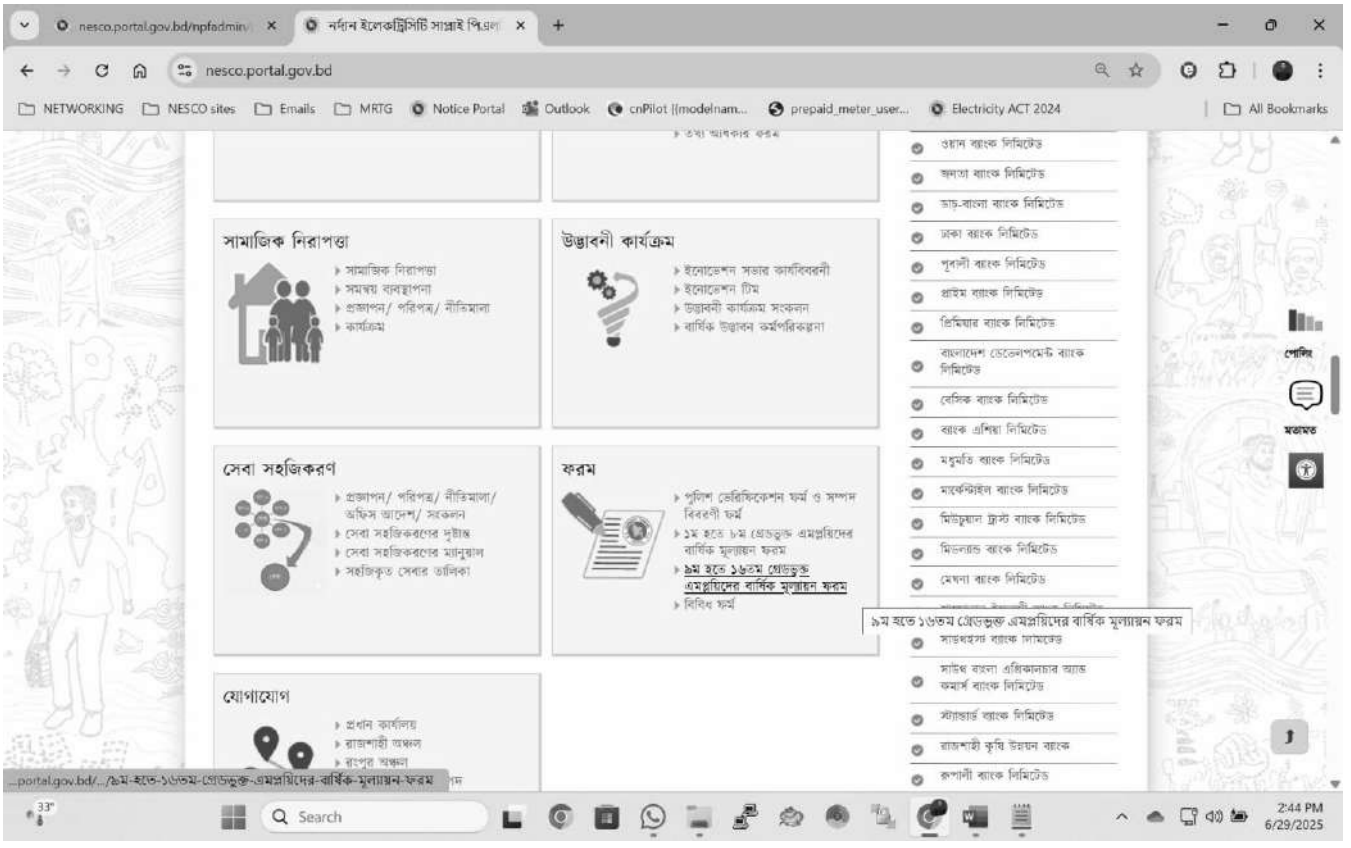 nesco.portal.gov.bd/npfadmin/
নর্দান ইলেকট্রিসিটি সাপ্লাই পি.এল
nesco.portal.gov.bd
NETWORKING NESCO sites Emails MRTG Notice Portal Outlook cnPilot {{modelnam... prepaid_meter_user... Electricity ACT 2024 All Bookmarks
তথ্য অধিকার ফরম
সামাজিক নিরাপত্তা
সামাজিক নিরাপত্তা
সমন্বয় ব্যবস্থাপনা
প্রজ্ঞাপন/ পরিপত্র/ নীতিমালা
কার্যক্রম
উদ্ভাবনী কার্যক্রম
ইনোভেশন সভার কার্যবিবরনী
ইনোভেশন টিম
উদ্ভাবনী কার্যক্রম সংকলন
বার্ষিক উদ্ভাবন কর্মপরিকল্পনা
সেবা সহজিকরণ
প্রজ্ঞাপন/ পরিপত্র/ নীতিমালা/
অফিস আদেশ/ সংকলন
সেবা সহজিকরণের দৃষ্টান্ত
সেবা সহজিকরণের ম্যানুয়াল
সহজিকৃত সেবার তালিকা
ফরম
পুলিশ ভেরিফিকেশন ফর্ম ও সম্পদ
বিবরণী ফর্ম
১ম হতে ৮ম গ্রেডভুক্ত এমপ্লয়িদের
বার্ষিক মূল্যায়ন ফরম
৯ম হতে ১৬তম গ্রেডভুক্ত
এমপ্লয়িদের বার্ষিক মূল্যায়ন ফরম
বিবিধ ফর্ম
যোগাযোগ
প্রধান কার্যালয়
রাজশাহী অঞ্চল
রংপুর অঞ্চল
ওয়ান ব্যাংক লিমিটেড
জনতা ব্যাংক লিমিটেড
ডাচ্-বাংলা ব্যাংক লিমিটেড
ঢাকা ব্যাংক লিমিটেড
পূবালী ব্যাংক লিমিটেড
প্রাইম ব্যাংক লিমিটেড
প্রিমিয়ার ব্যাংক লিমিটেড
বাংলাদেশ ডেভেলপমেন্ট ব্যাংক
লিমিটেড
বেসিক ব্যাংক লিমিটেড
ব্যাংক এশিয়া লিমিটেড
মধুমতি ব্যাংক লিমিটেড
মার্কেন্টাইল ব্যাংক লিমিটেড
মিউচুয়াল ট্রাস্ট ব্যাংক লিমিটেড
মিডল্যান্ড ব্যাংক লিমিটেড
মেঘনা ব্যাংক লিমিটেড
৯ম হতে ১৬তম গ্রেডভুক্ত এমপ্লয়িদের বার্ষিক মূল্যায়ন ফরম
সাউথইস্ট ব্যাংক লিমিটেড
সাউথ বাংলা এগ্রিকালচার অ্যান্ড
কমার্স ব্যাংক লিমিটেড
স্ট্যান্ডার্ড ব্যাংক লিমিটেড
রাজশাহী কৃষি উন্নয়ন ব্যাংক
রুপালী ব্যাংক লিমিটেড
পোলিং
মতামত
...portal.gov.bd/.../৯ম-হতে-১৬তম-গ্রেডভুক্ত-এমপ্লয়িদের-বার্ষিক-মূল্যায়ন-ফরম
33°
Search
2:44 PM
6/29/2025